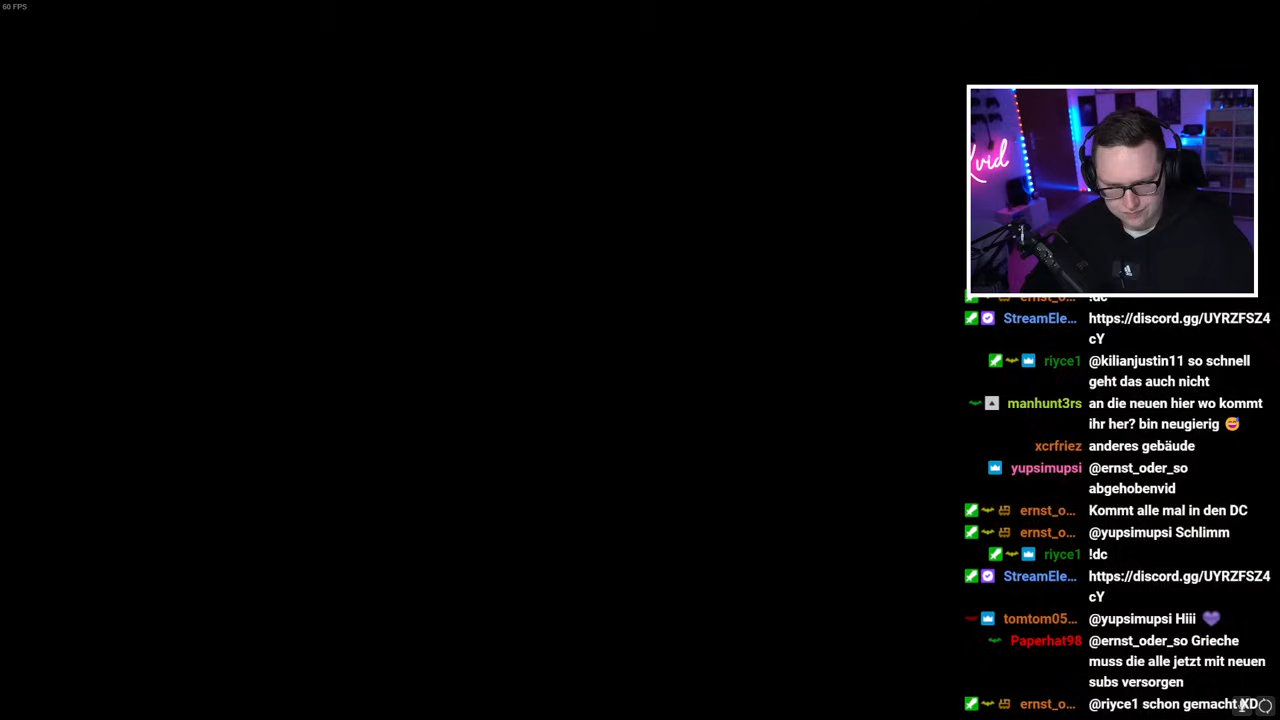 60 FPS
Kvid
ernst_o... !dc
StreamEle... https://discord.gg/UYRZFSZ4
cY
riyce1 @kilianjustin11 so schnell
geht das auch nicht
manhunt3rs an die neuen hier wo kommt
ihr her? bin neugierig 😅
xcrfriez anderes gebäude
yupsimupsi @ernst_oder_so
abgehobenvid
ernst_o... Kommt alle mal in den DC
ernst_o... @yupsimupsi Schlimm
riyce1 !dc
StreamEle... https://discord.gg/UYRZFSZ4
cY
tomtom05... @yupsimupsi Hiii 💜
Paperhat98 @ernst_oder_so Grieche
muss die alle jetzt mit neuen
subs versorgen
ernst_o... @riyce1 schon gemacht XD